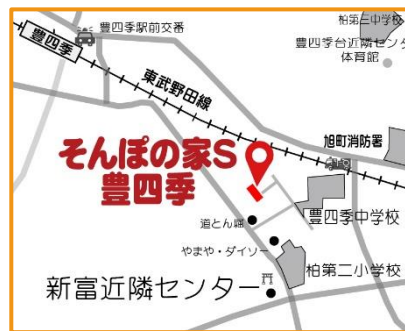 柏第三中学校
豊四季駅前交番
豊四季台近隣センター
体育館
豊四季
東武野田線
旭町消防署
そんぽの家S
豊四季
道とん堀
豊四季中学校
やまや・ダイソー
柏第二小学校
新富近隣センター